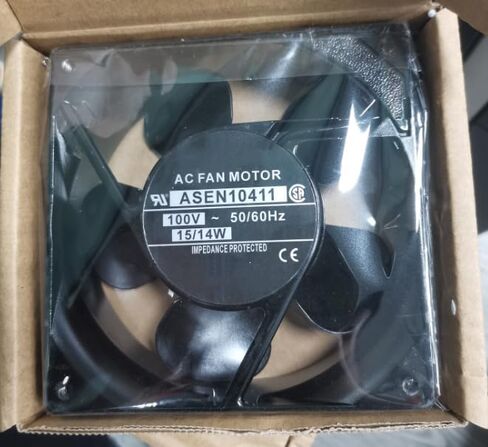 AC FAN MOTOR
ASEN10411
100V ~ 50/60Hz
15/14W
IMPEDANCE PROTECTED
CE